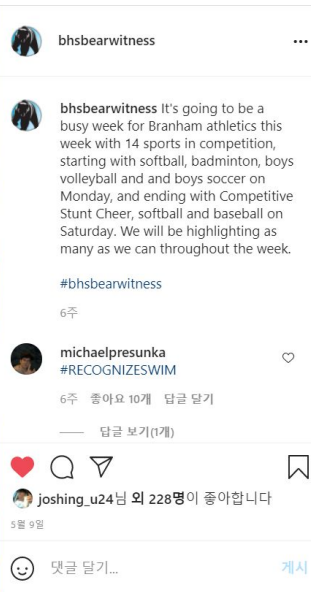 bhsbearwitness
bhsbearwitness It's going to be a
busy week for Branham athletics this
week with 14 sports in competition,
starting with softball, badminton, boys
volleyball and and boys soccer on
Monday, and ending with Competitive
Stunt Cheer, softball and baseball on
Saturday. We will be highlighting as
many as we can throughout the week.
#bhsbearwitness
6주
michaelpresunka
#RECOGNIZESWIM
6주 좋아요 10개 답글 달기
답글 보기(1개)
joshing_u24님 외 228명이 좋아합니다
5월 9일
댓글 달기... 게시